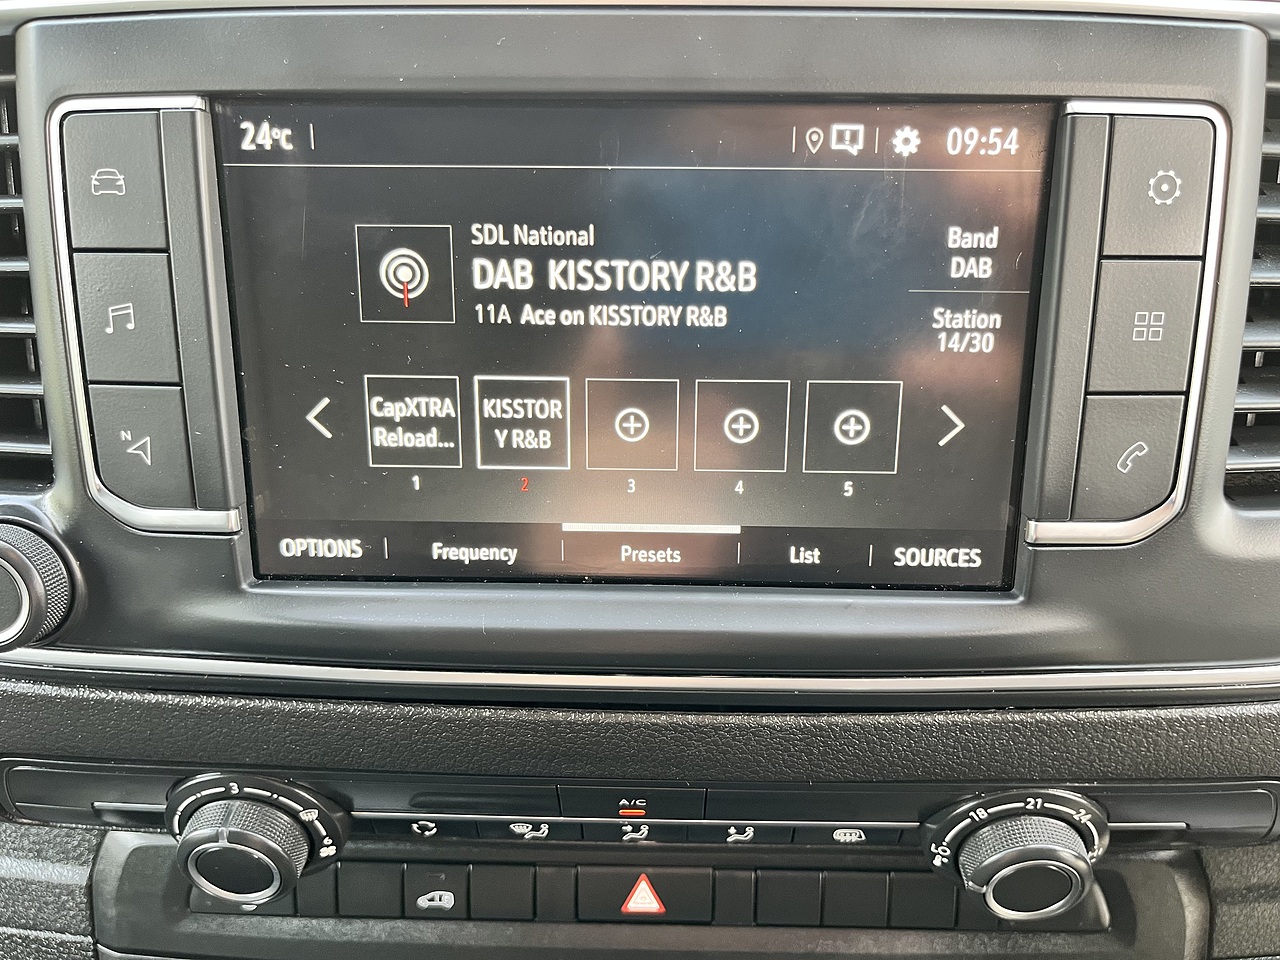 24°C
09:54
SDL National
DAB KISSTORY R&B
11A Ace on KISSTORY R&B
Band
DAB
Station
14/30
CapXTRA
Reload...
KISSTOR
Y R&B
1
2
3
4
5
OPTIONS
Frequency
Presets
List
SOURCES
N
3
6
A/C
18
21
24